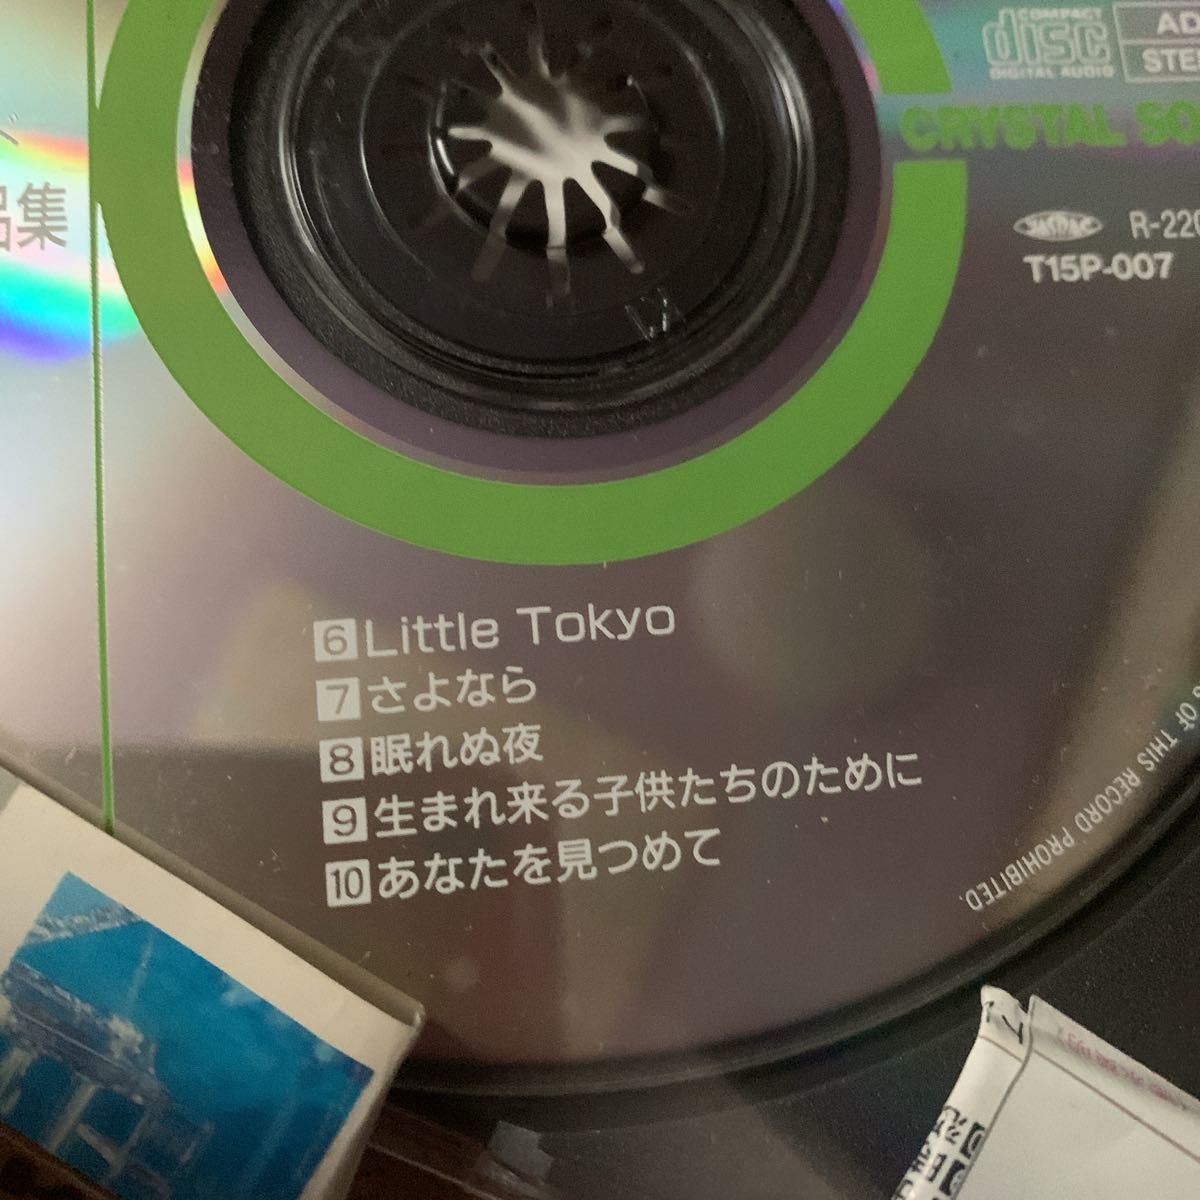 COMPACT
disc
DIGITAL AUDIO
CRYSTAL
JASRAC
T15P-007
品集
6 Little Tokyo
7 さよなら
8 眠れぬ夜
9 生まれ来る子供たちのために
10 あなたを見つめて
OF THIS RECORD PROHIBITED.